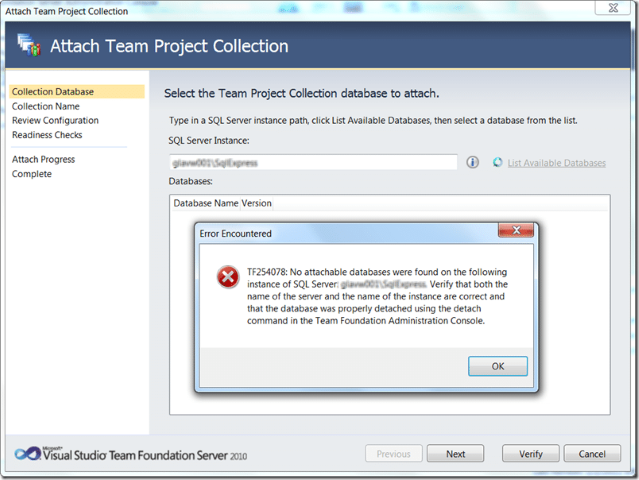 Attach Team Project Collection
Attach Team Project Collection
Collection Database
Collection Name
Review Configuration
Readiness Checks
Attach Progress
Complete
Select the Team Project Collection database to attach.
Type in a SQL Server instance path, click List Available Databases, then select a database from the list.
SQL Server Instance:
List Available Databases
Databases:
Database Name Version
Error Encountered
TF254078: No attachable databases were found on the following
instance of SQL Server: . Verify that both the
name of the server and the name of the instance are correct and
that the database was properly detached using the detach
command in the Team Foundation Administration Console.
OK
Microsoft
Visual Studio Team Foundation Server 2010
Previous
Next
Verify
Cancel